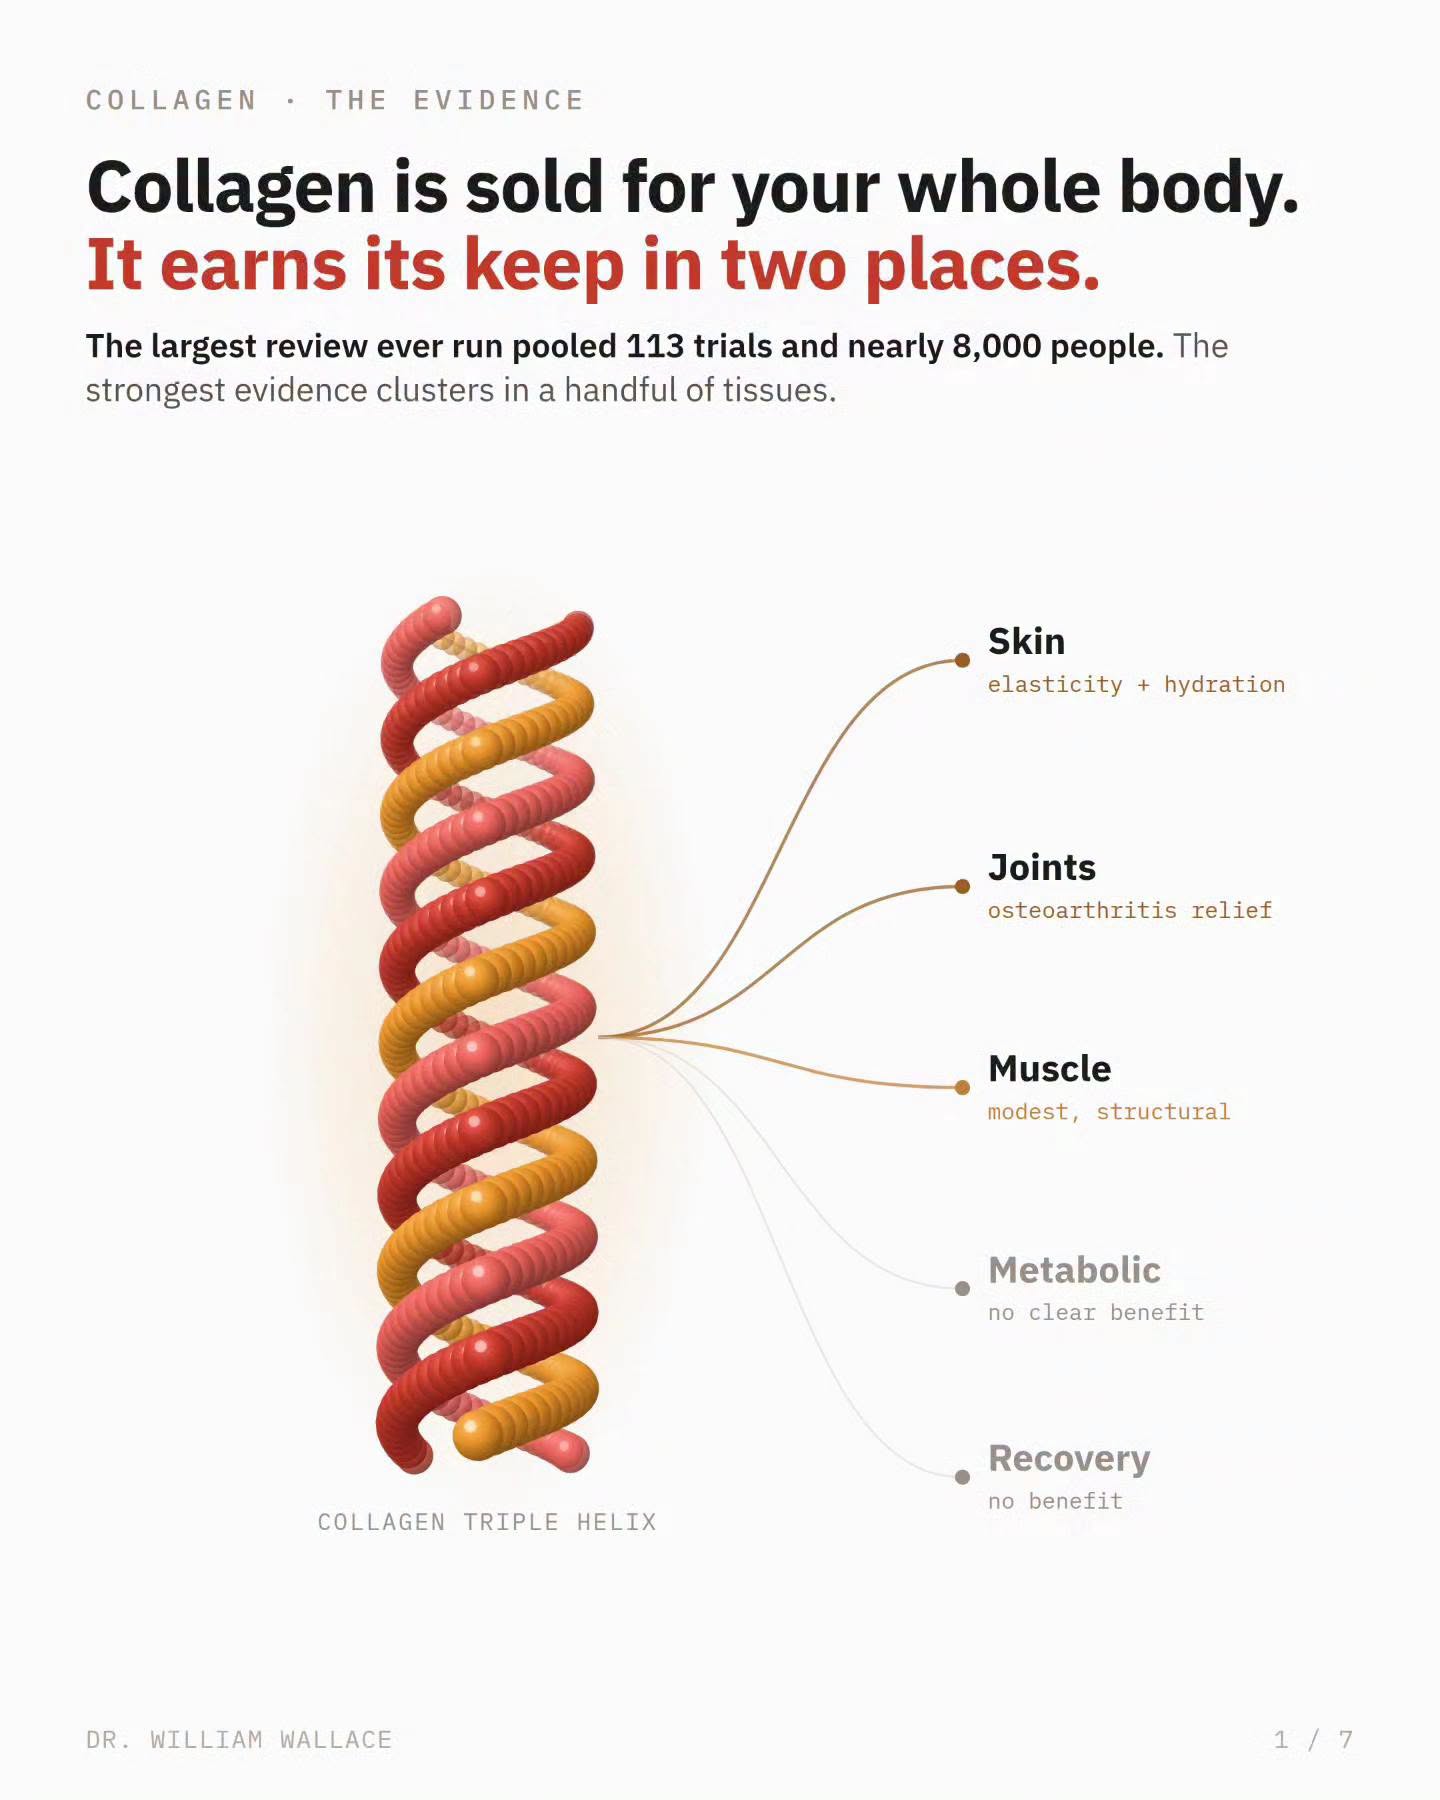 COLLAGEN · THE EVIDENCE
Collagen is sold for your whole body.
It earns its keep in two places.
The largest review ever run pooled 113 trials and nearly 8,000 people. The
strongest evidence clusters in a handful of tissues.
Skin
elasticity + hydration
Joints
osteoarthritis relief
Muscle
modest, structural
Metabolic
no clear benefit
Recovery
no benefit
COLLAGEN TRIPLE HELIX
DR. WILLIAM WALLACE
1 / 7